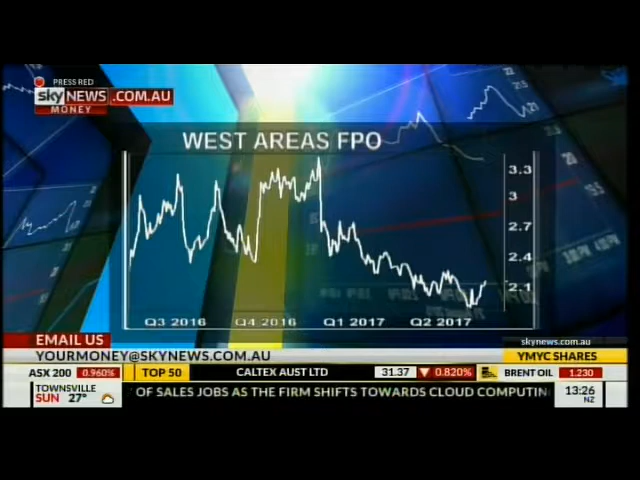 PRESS RED
sky NEWS .COM.AU
MONEY
WEST AREAS FPO
3.3
3
2.7
2.4
2.1
Q3 2016 Q4 2016 Q1 2017 Q2 2017
EMAIL US
skynews.com.au
YOURMONEY@SKYNEWS.COM.AU
YMYC SHARES
ASX 200 0.960% TOP 50 CALTEX AUST LTD 31.37 0.820% BRENT OIL 1.230
TOWNSVILLE
SUN 27°
OF SALES JOBS AS THE FIRM SHIFTS TOWARDS CLOUD COMPUTIN
13:26
NZ